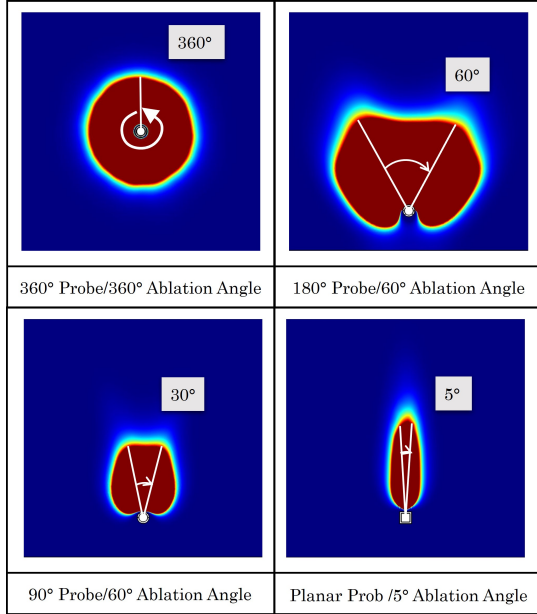 360°
60°
360° Probe/360° Ablation Angle
180° Probe/60° Ablation Angle
30°
5°
90° Probe/60° Ablation Angle
Planar Prob /5° Ablation Angle